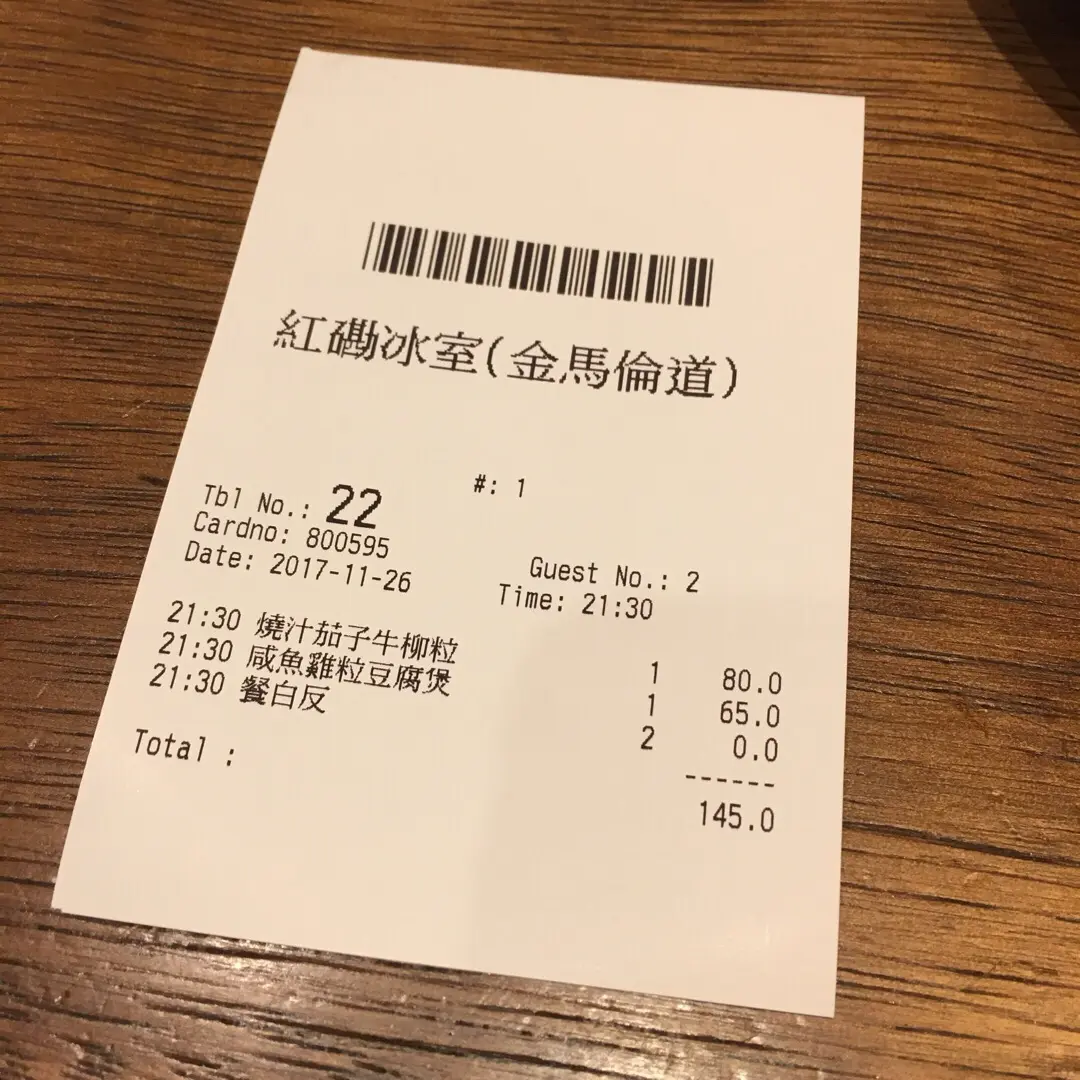 紅磡冰室(金馬倫道)
#: 1
Tbl No.: 22
Cardno: 800595
Guest No.: 2
Date: 2017-11-26 Time: 21:30
21:30 燒汁茄子牛柳粒 1 80.0
21:30 咸魚雞粒豆腐煲 1 65.0
21:30 餐白反 2 0.0
------
Total : 145.0